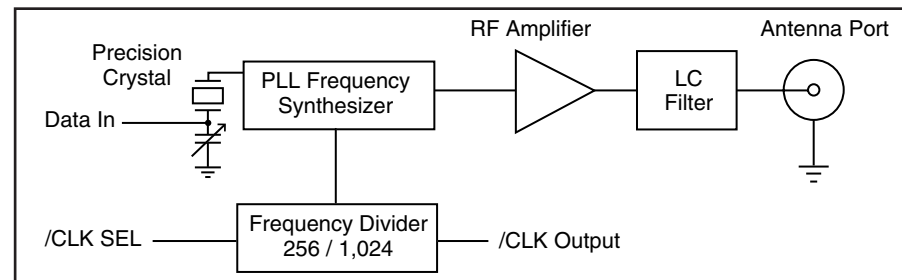 RF Amplifier
Antenna Port
Precision
Crystal
PLL Frequency
Synthesizer
LC
Filter
Data In
Frequency Divider
256 / 1,024
/CLK SEL
/CLK Output